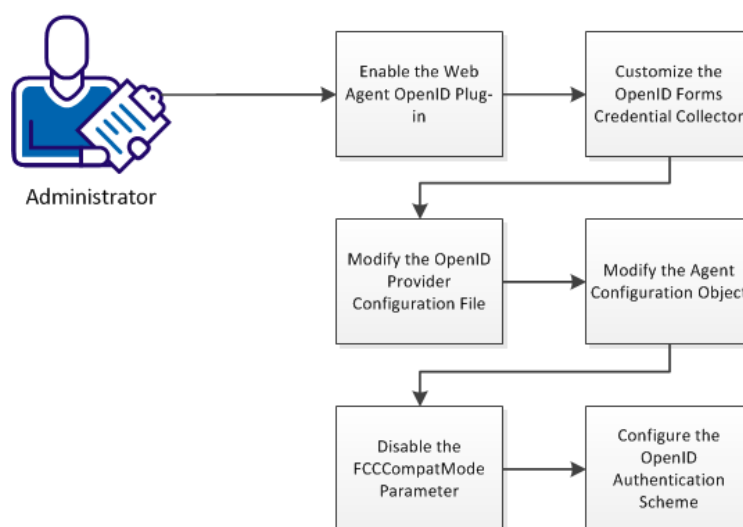 Enable the Web
Agent OpenID Plug-
in
Customize the
OpenID Forms
Credential Collector
Administrator
Modify the OpenID
Provider
Configuration File
Modify the Agent
Configuration Object
Disable the
FCCCompatMode
Parameter
Configure the
OpenID
Authentication
Scheme